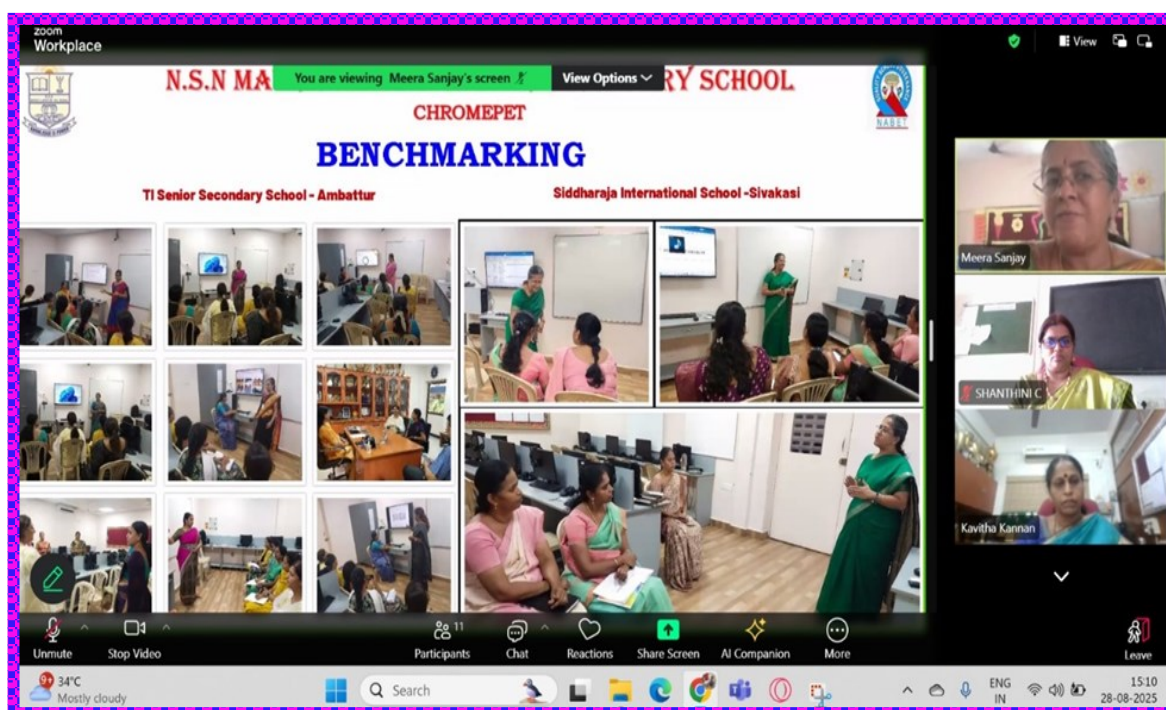 zoom
Workplace
View
N.S.N MA
You are viewing Meera Sanjay's screen
View Options
RY SCHOOL
CHROMEPET
NABET
BENCHMARKING
TI Senior Secondary School - Ambattur
Siddharaja International School -Sivakasi
Meera Sanjay
SHANTHINI C
Kavitha Kannan
Unmute
Stop Video
Participants
11
Chat
Reactions
Share Screen
AI Companion
More
Leave
9+
34°C
Mostly cloudy
Search
ENG
IN
15:10
28-08-2025